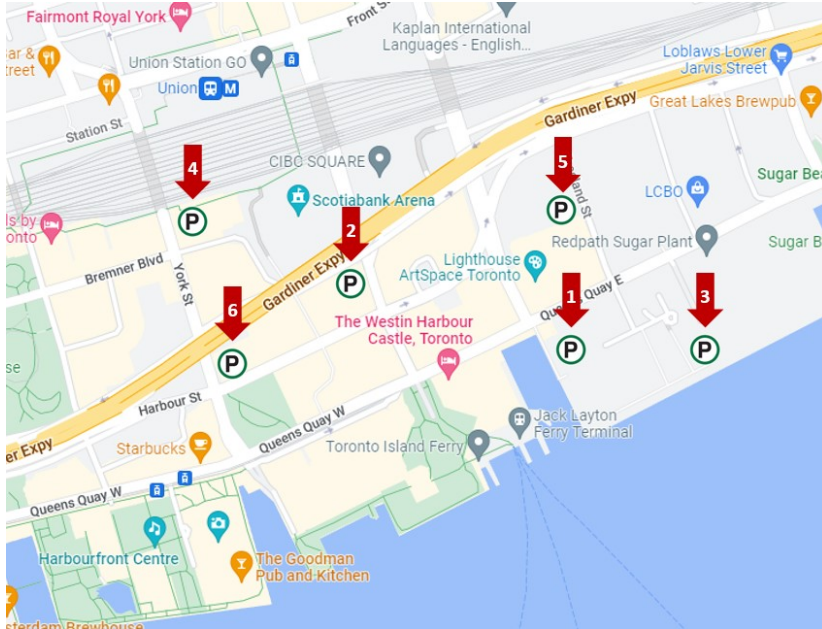 Fairmont Royal York
Front S
Kaplan International
Languages - English...
Union Station GO
Union
M
Station St
Loblaws Lower
Jarvis Street
Great Lakes Brewpub
Gardiner Expy
CIBC SQUARE
4
5
Scotiabank Arena
2
LCBO
Sugar Bea
P
P
and St
Redpath Sugar Plant
Sugar B
Bremner Blvd
York St
Gardiner Expy
P
Lighthouse
ArtSpace Toronto
Queens Quay E
6
1
3
The Westin Harbour
Castle, Toronto
P
P
P
Harbour St
Starbucks
Queens Quay W
Jack Layton
Ferry Terminal
Toronto Island Ferry
er Expy
Queens Quay W
Harbourfront Centre
The Goodman
Pub and Kitchen
sterdam Brewhouse